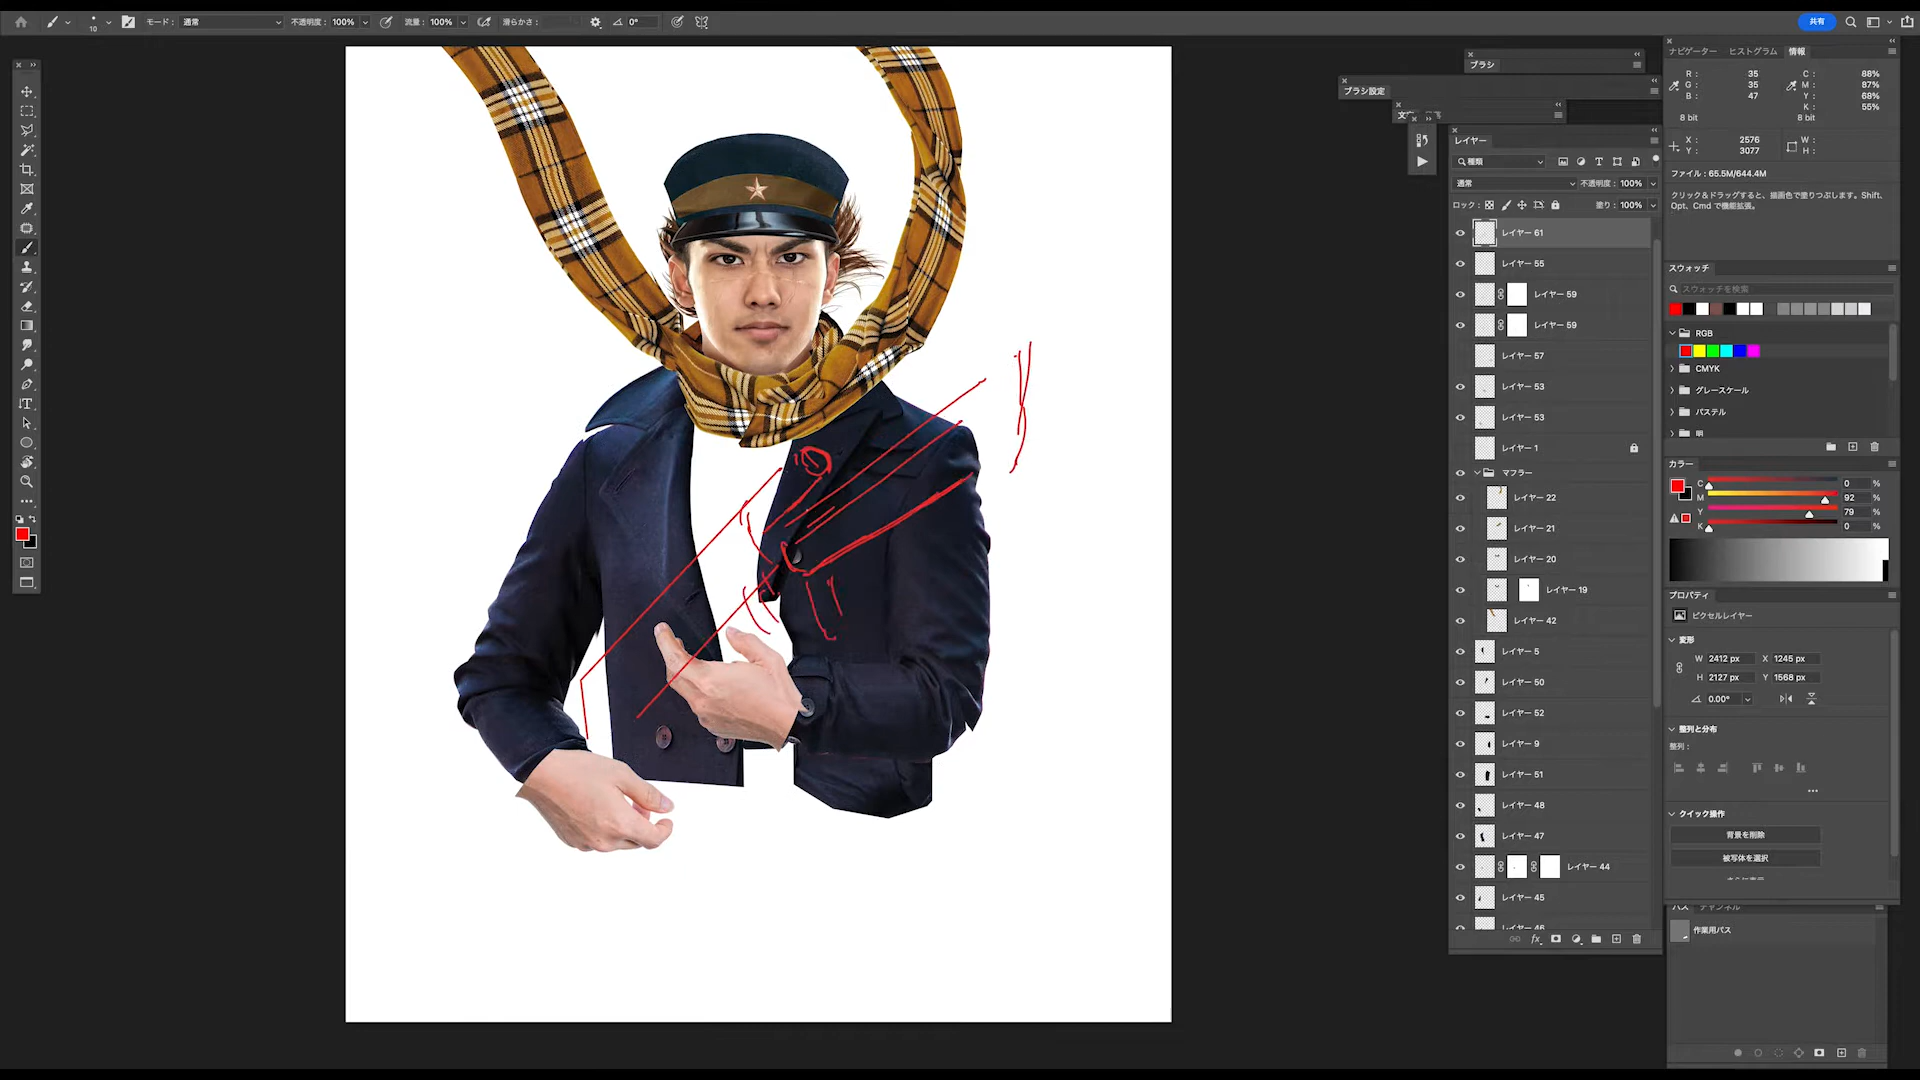 10 モード： 通常 不透明度： 100% 流量： 100% 滑らかさ： 0° 共有
ナビゲーター ヒストグラム 情報
R： 35 C： 88%
G： 35 M： 87%
B： 47 Y： 68%
K： 55%
8 bit 8 bit
X： 2576 W：
Y： 3077 H：
ファイル：65.5M/644.4M
クリック＆ドラッグすると、描画色で塗りつぶします。Shift、
Opt、Cmd で機能拡張。
ブラシ
ブラシ設定
レイヤー
種類
通常 不透明度： 100%
ロック： 塗り： 100%
レイヤー 61
レイヤー 55
レイヤー 59
レイヤー 59
レイヤー 57
レイヤー 53
レイヤー 53
レイヤー 1
マフラー
レイヤー 22
レイヤー 21
レイヤー 20
レイヤー 19
レイヤー 42
レイヤー 5
レイヤー 50
レイヤー 52
レイヤー 9
レイヤー 51
レイヤー 48
レイヤー 47
レイヤー 44
レイヤー 45
レイヤー 46
スウォッチ
スウォッチを検索
RGB
CMYK
グレースケール
パステル
明
カラー
C 0 %
M 92 %
Y 79 %
K 0 %
プロパティ
ピクセルレイヤー
変形
W 2412 px X 1245 px
H 2127 px Y 1568 px
0.00°
整列と分布
整列：
クイック操作
背景を削除
被写体を選択
パス チャンネル
作業用パス